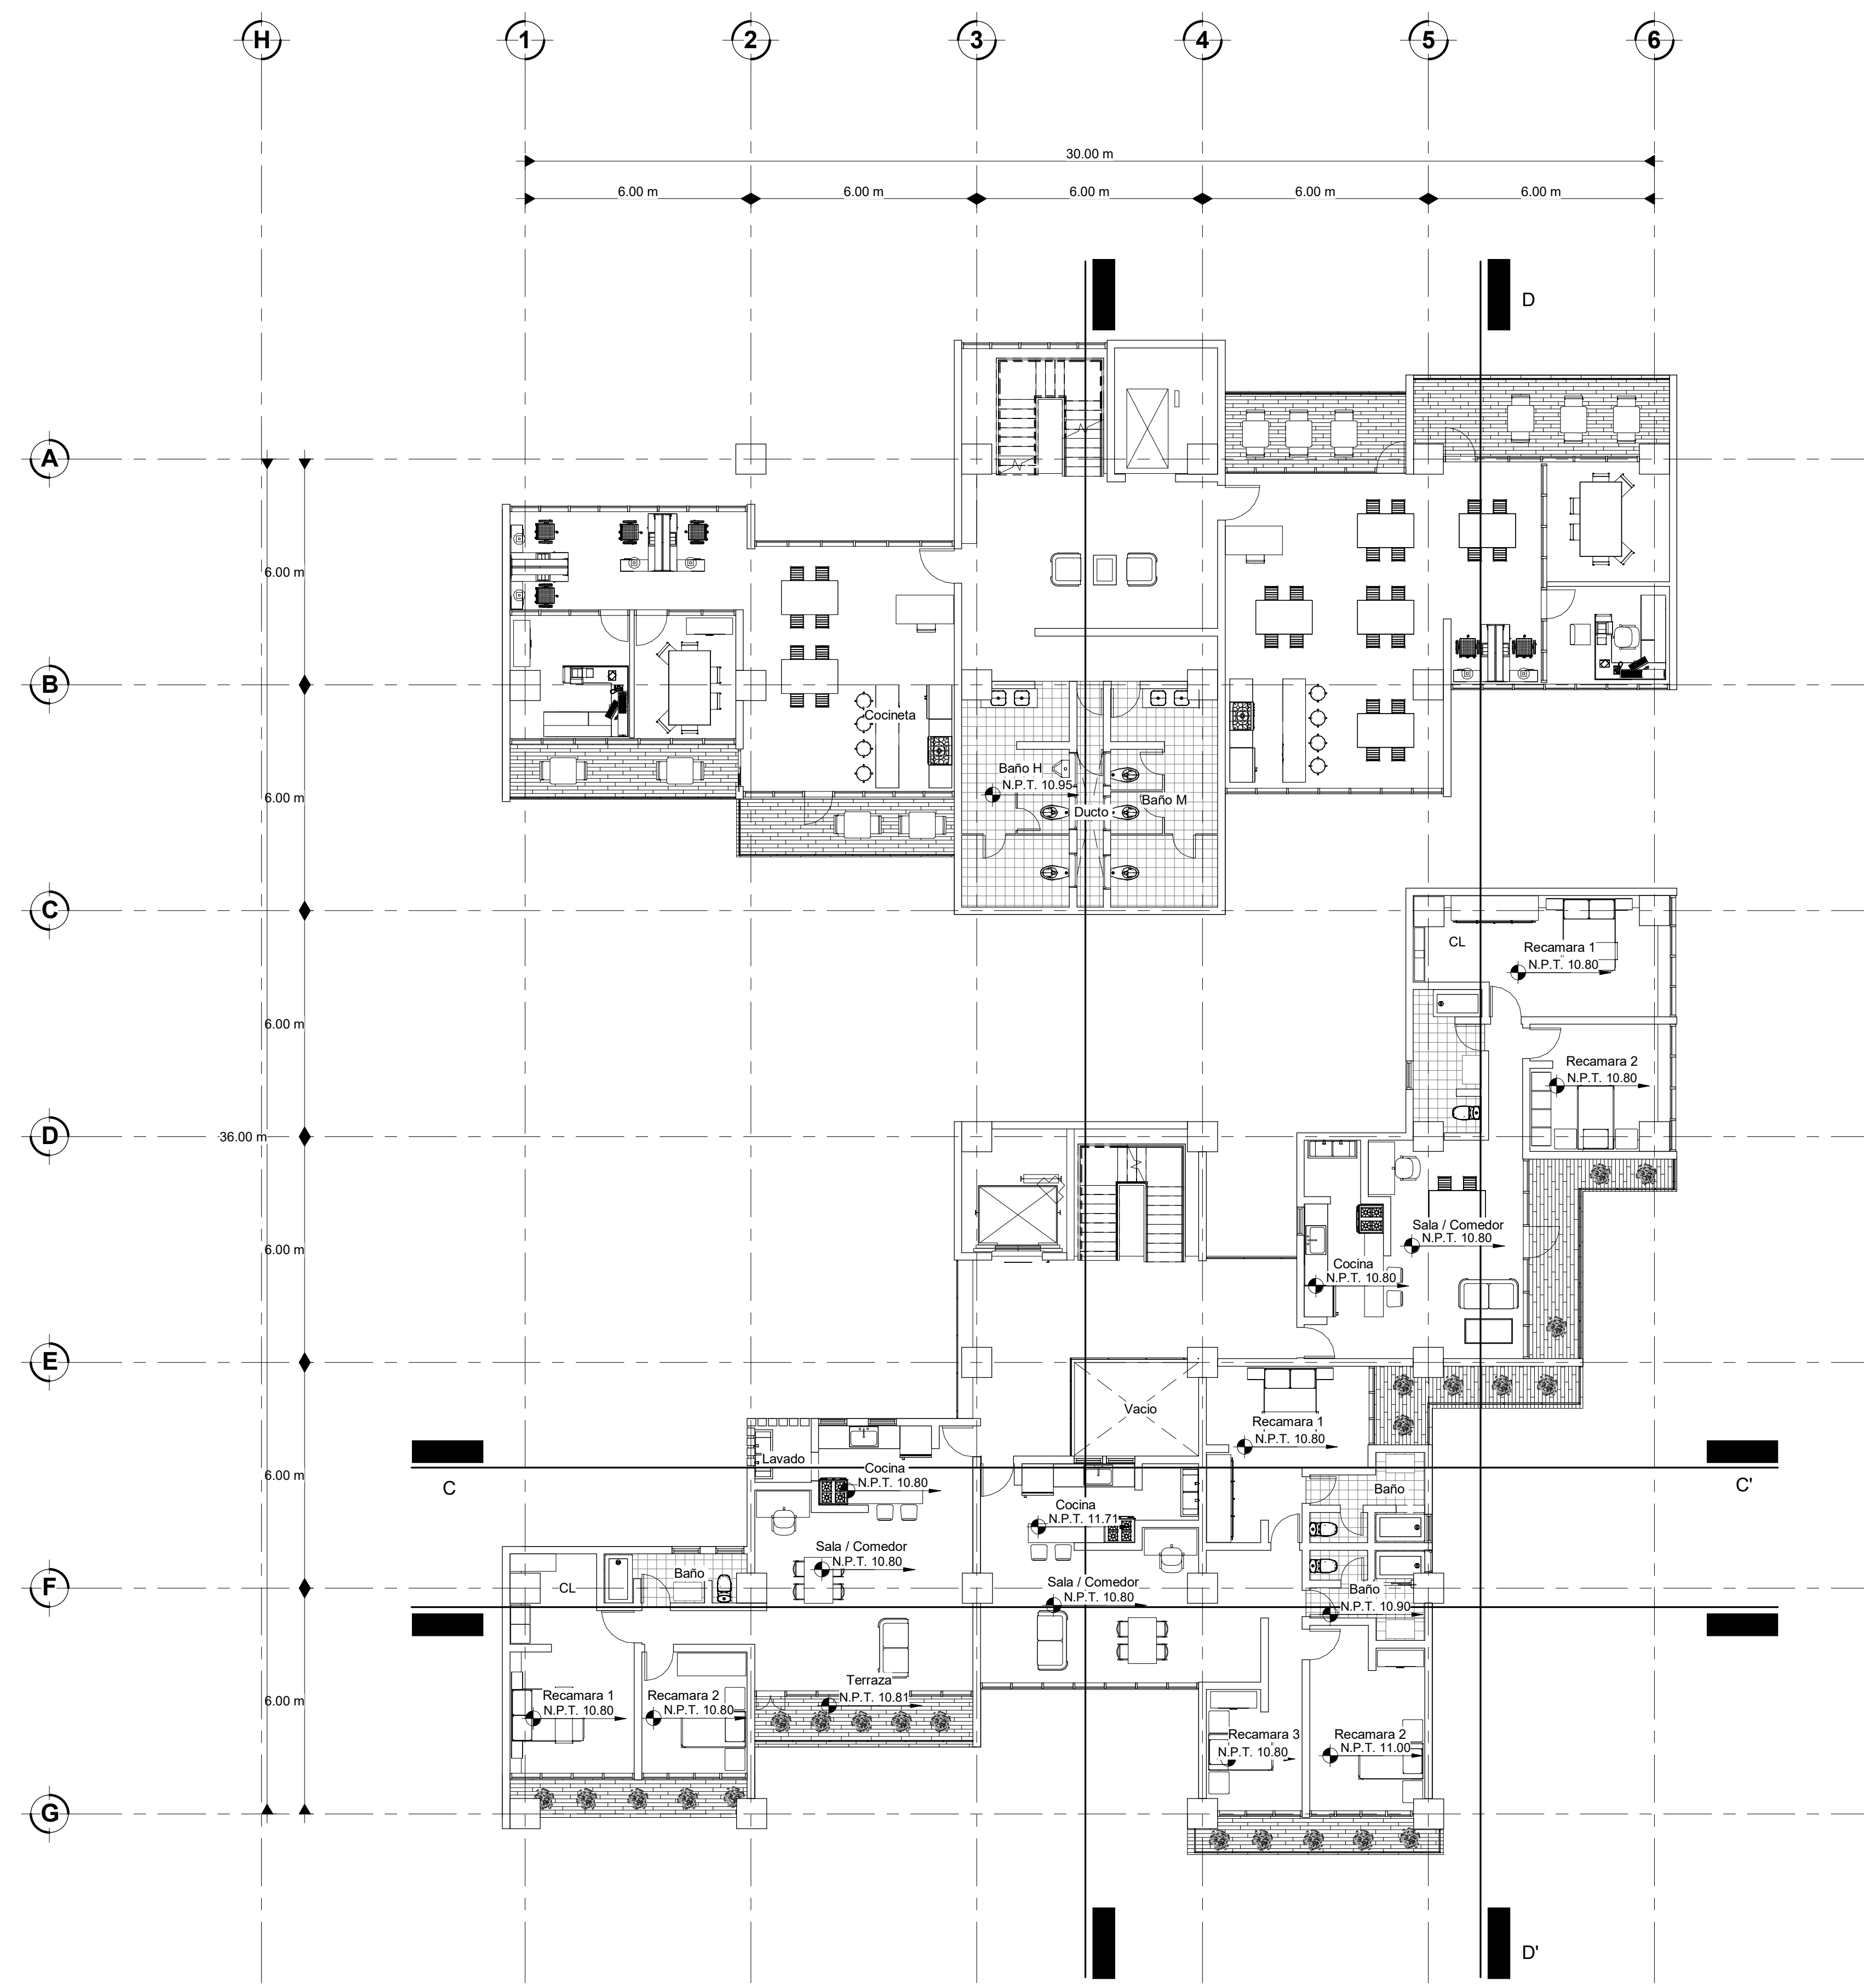 H 1 2 3 4 5 6
30.00 m
6.00 m 6.00 m 6.00 m 6.00 m 6.00 m
D
A
6.00 m
B
Cocineta
Baño H
N.P.T. 10.95
6.00 m
Baño M
Ducto
C
CL
Recamara 1
N.P.T. 10.80
6.00 m
Recamara 2
N.P.T. 10.80
D
36.00 m
Sala / Comedor
N.P.T. 10.80
6.00 m
Cocina
N.P.T. 10.80
E
Vacio
Recamara 1
N.P.T. 10.80
Lavado
Cocina
N.P.T. 10.80
6.00 m
C
C'
Baño
Cocina
N.P.T. 11.71
Sala / Comedor
N.P.T. 10.80
Baño
CL
F
Sala / Comedor
N.P.T. 10.80
Baño
N.P.T. 10.90
Terraza
N.P.T. 10.81
6.00 m
Recamara 1
N.P.T. 10.80
Recamara 2
N.P.T. 10.80
Recamara 3
N.P.T. 10.80
Recamara 2
N.P.T. 11.00
G
D'